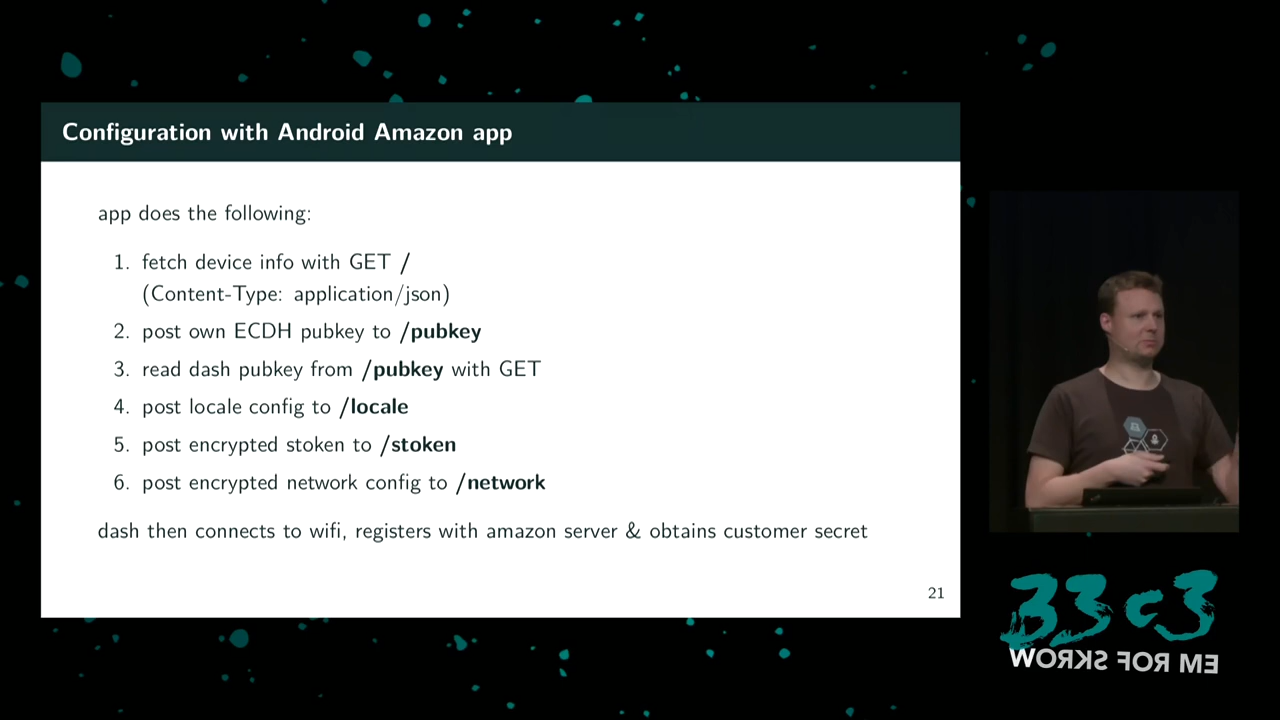 Configuration with Android Amazon app
app does the following:
1. fetch device info with GET /
(Content-Type: application/json)
2. post own ECDH pubkey to /pubkey
3. read dash pubkey from /pubkey with GET
4. post locale config to /locale
5. post encrypted stoken to /stoken
6. post encrypted network config to /network
dash then connects to wifi, registers with amazon server & obtains customer secret
21
33c3
WORKS FOR ME